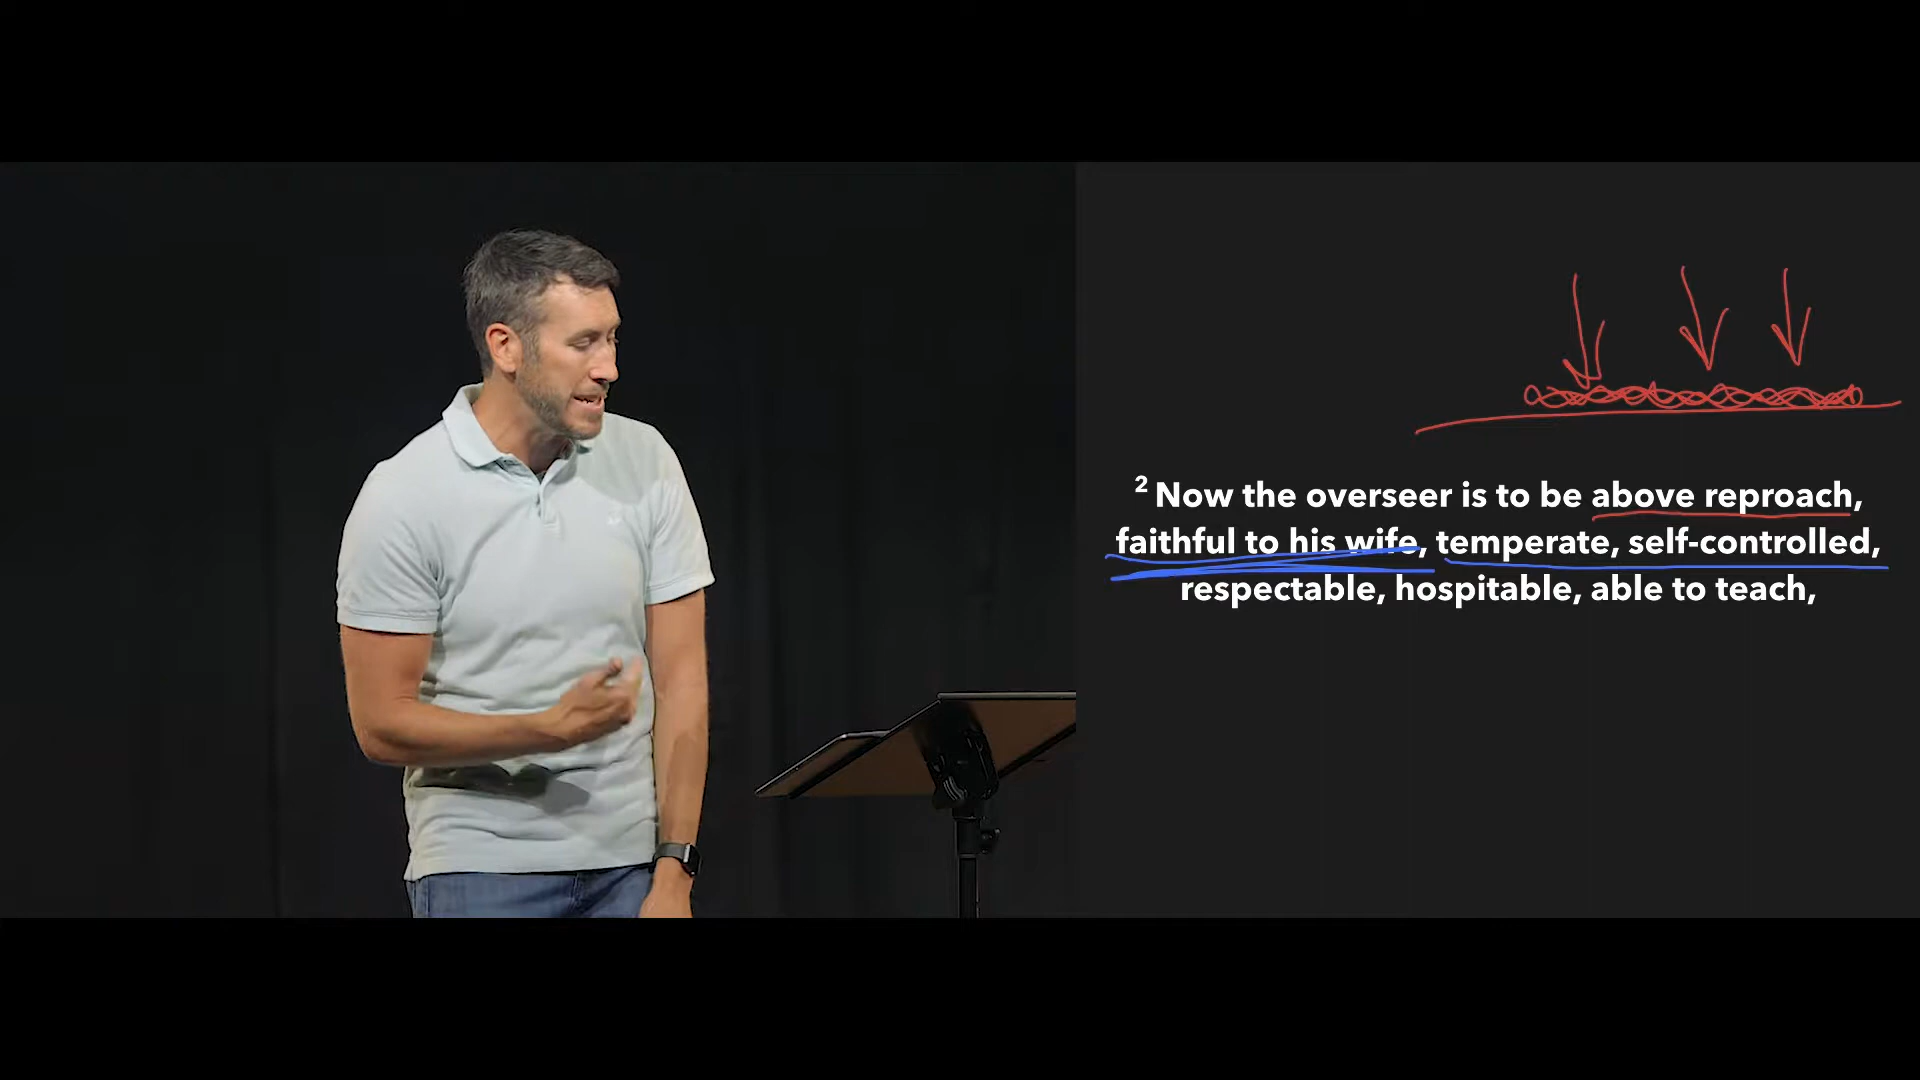 2 Now the overseer is to be above reproach,
faithful to his wife, temperate, self-controlled,
respectable, hospitable, able to teach,